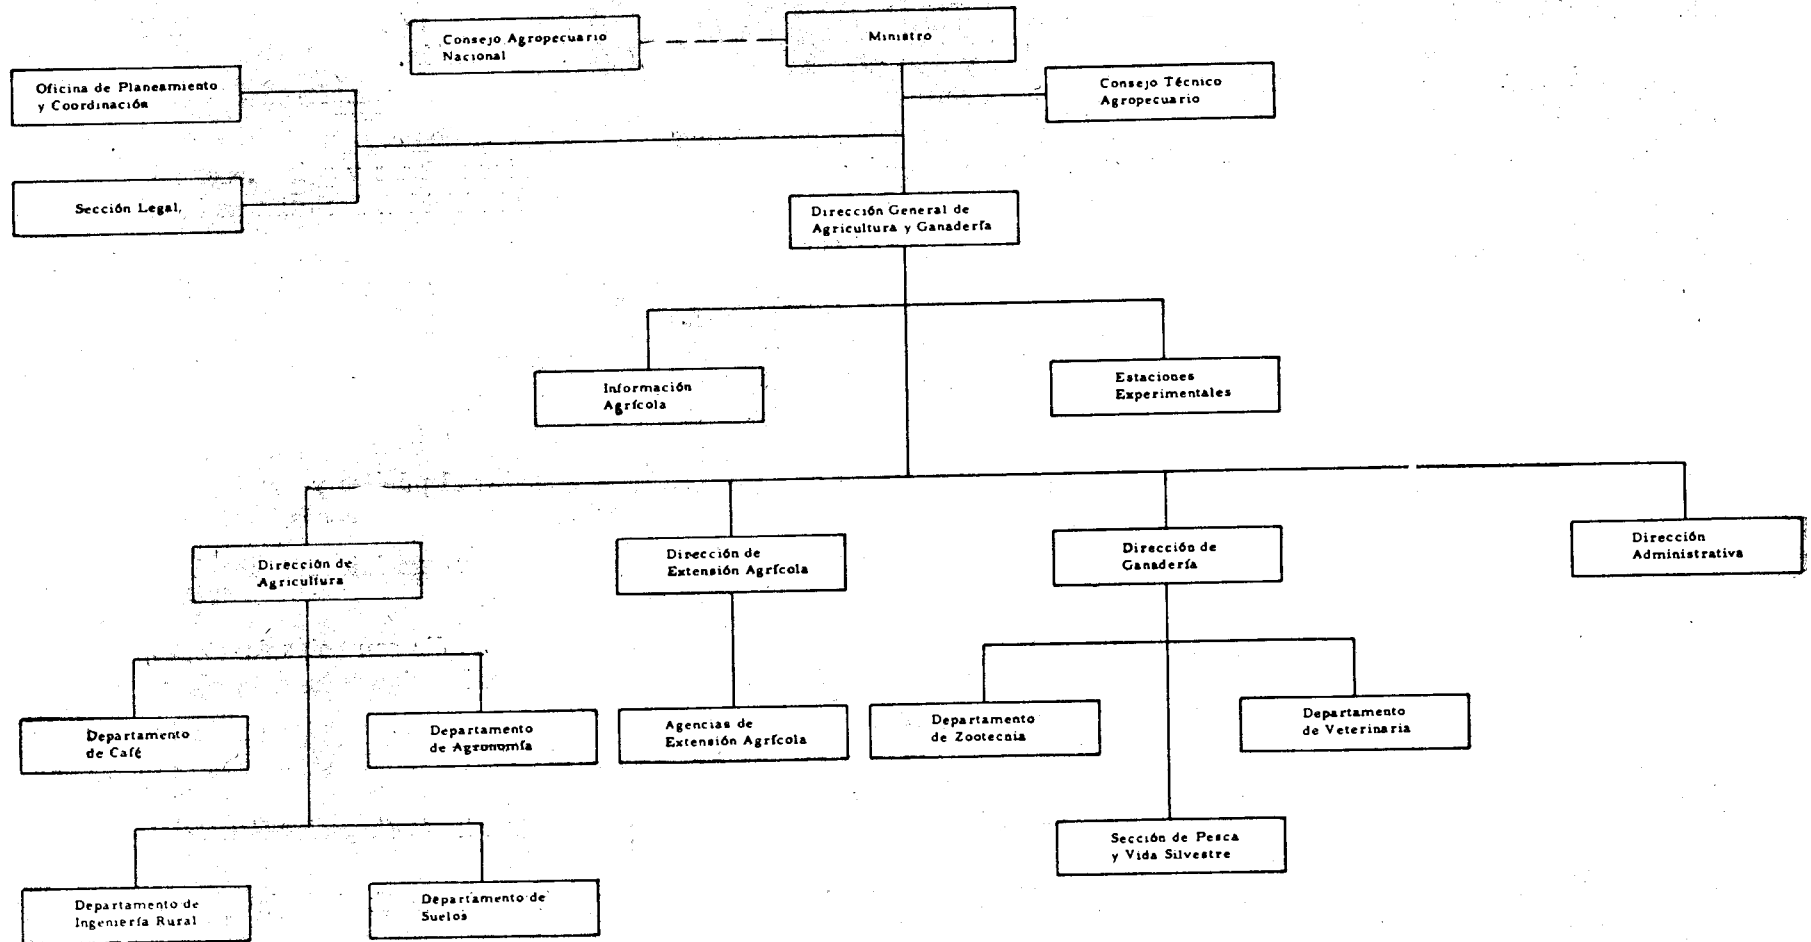 Consejo Agropecuario
Nacional
Ministro
Oficina de Planeamiento
y Coordinación
Consejo Técnico
Agropecuario
Sección Legal,
Dirección General de
Agricultura y Ganadería
Información
Agrícola
Estaciones
Experimentales
Dirección de
Agricultura
Dirección de
Extensión Agrícola
Dirección de
Ganadería
Dirección
Administrativa
Departamento
de Café
Departamento
de Agronomía
Agencias de
Extensión Agrícola
Departamento
de Zootecnia
Departamento
de Veterinaria
Sección de Pesca
y Vida Silvestre
Departamento de
Ingeniería Rural
Departamento de
Suelos